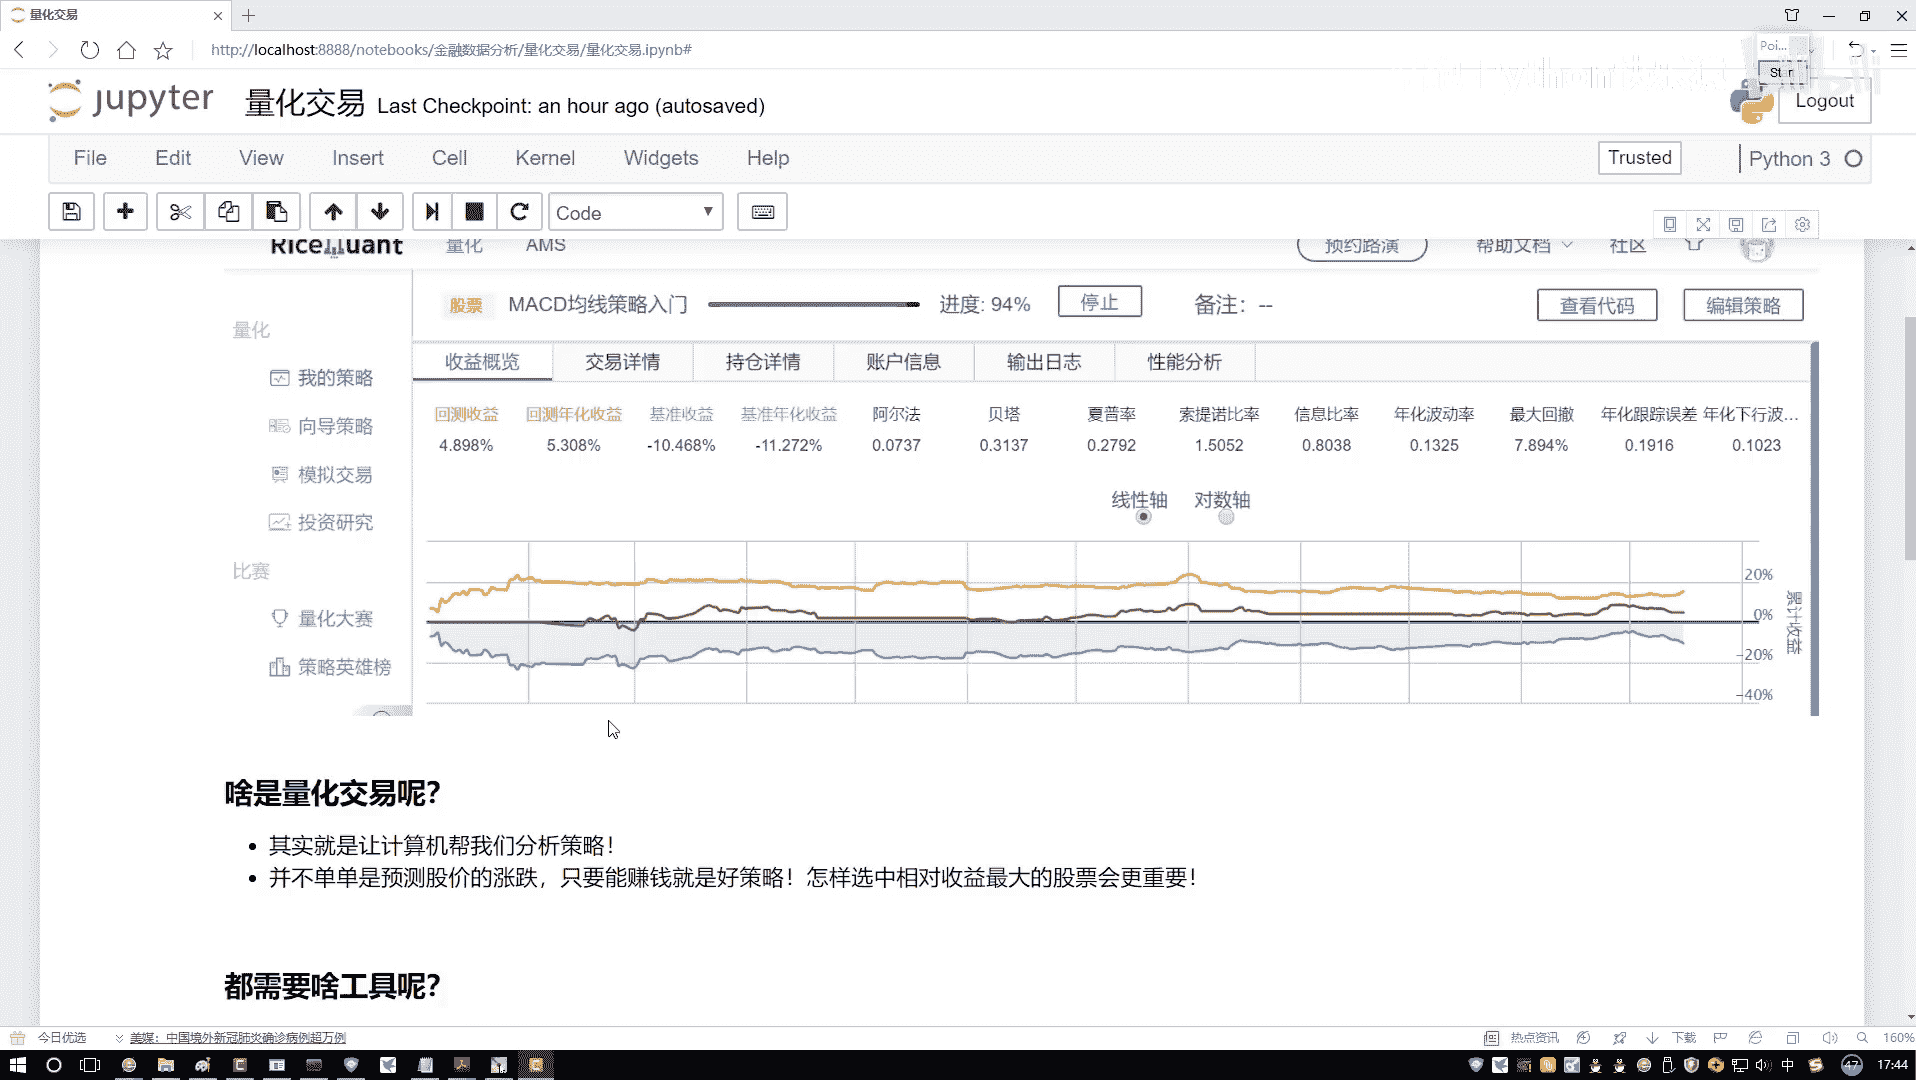 量化交易
http://localhost:8888/notebooks/金融数据分析/量化交易/量化交易.ipynb#
Poi...
Star
jupyter 量化交易 Last Checkpoint: an hour ago (autosaved)
Logout
File Edit View Insert Cell Kernel Widgets Help
Trusted
Python 3
Code
RiceQuant 量化 AMS 预约路演 帮助文档 社区
股票 MACD均线策略入门 进度: 94% 停止 备注: -- 查看代码 编辑策略
量化
我的策略
向导策略
模拟交易
投资研究
比赛
量化大赛
策略英雄榜
收益概览 交易详情 持仓详情 账户信息 输出日志 性能分析
回测收益 回测年化收益 基准收益 基准年化收益 阿尔法 贝塔 夏普率 索提诺比率 信息比率 年化波动率 最大回撤 年化跟踪误差 年化下行波...
4.898% 5.308% -10.468% -11.272% 0.0737 0.3137 0.2792 1.5052 0.8038 0.1325 7.894% 0.1916 0.1023
线性轴 对数轴
20%
0%
-20%
-40%
累计收益
啥是量化交易呢？
其实就是让计算机帮我们分析策略！
并不单单是预测股价的涨跌，只要能赚钱就是好策略！怎样选中相对收益最大的股票会更重要！
都需要啥工具呢？
今日优选 美媒：中国境外新冠肺炎确诊病例超万例 热点资讯 下载 160%
中 47 17:44